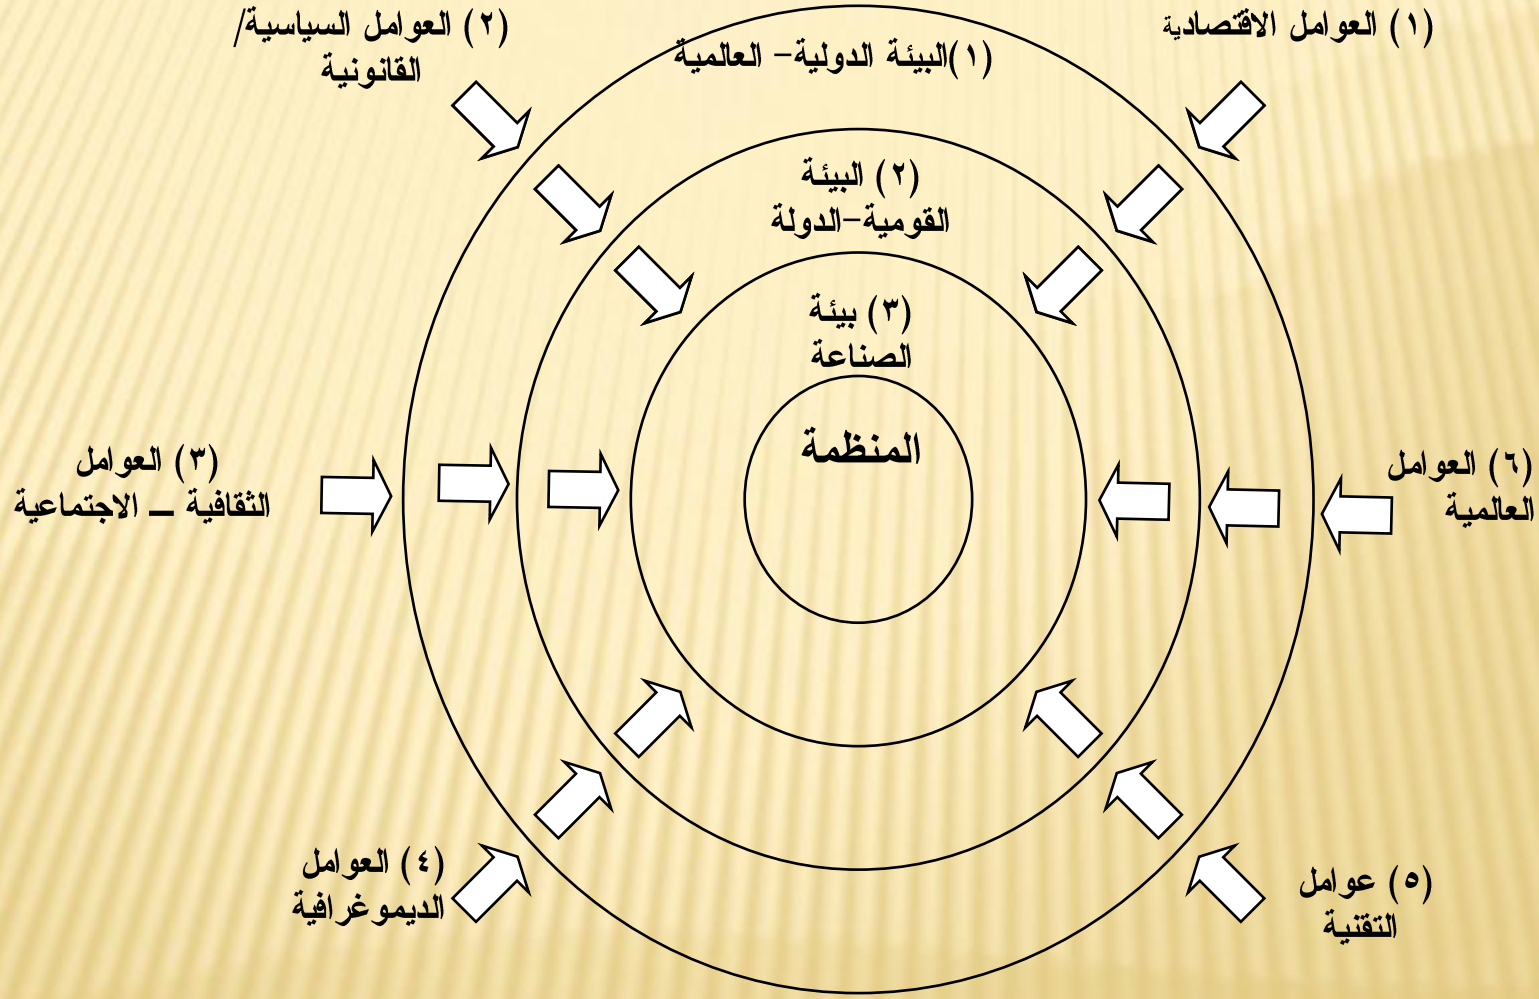 (١) العوامل الاقتصادية
(٢) العوامل السياسية/
القانونية
(١)البيئة الدولية- العالمية
(٢) البيئة
القومية-الدولة
(٣) بيئة
الصناعة
المنظمة
(٣) العوامل
الثقافية – الاجتماعية
(٦) العوامل
العالمية
(٤) العوامل
الديموغرافية
(٥) عوامل
التقنية